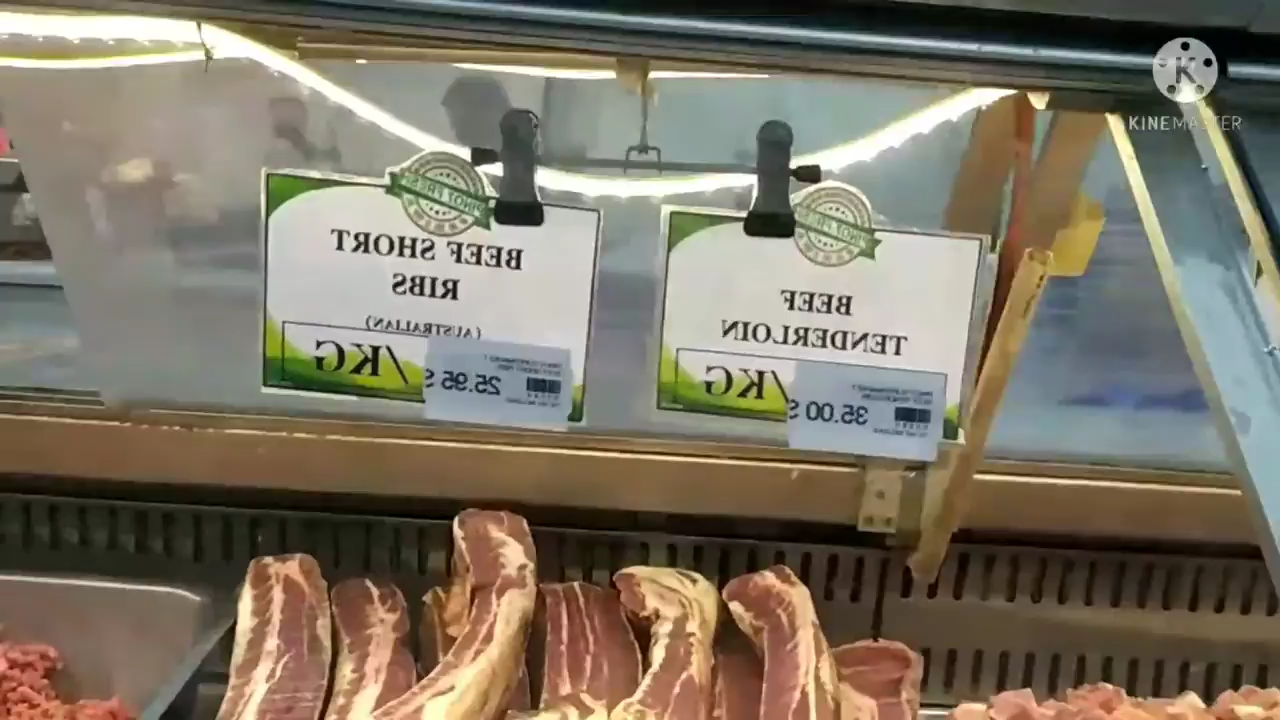 BEEF SHORT
RIBS
(AUSTRALIAN)
/KG
25.95
BEEF
TENDERLOIN
/KG
35.00
KINEMASTER